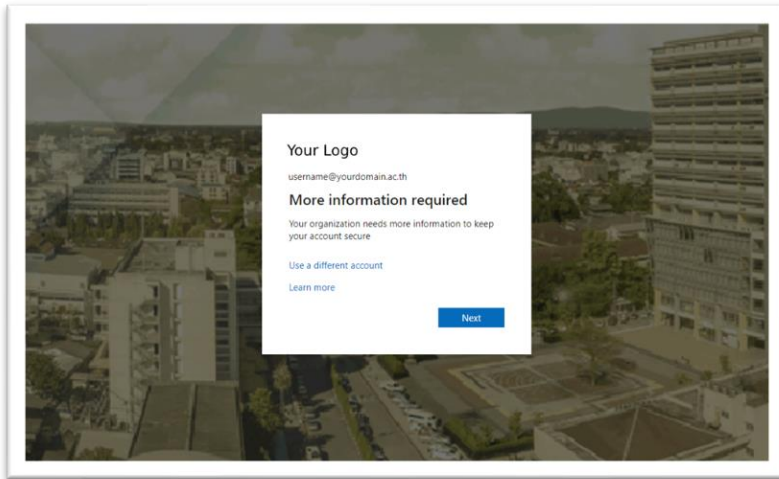 Your Logo
username@yourdomain.ac.th
More information required
Your organization needs more information to keep
your account secure
Use a different account
Learn more
Next